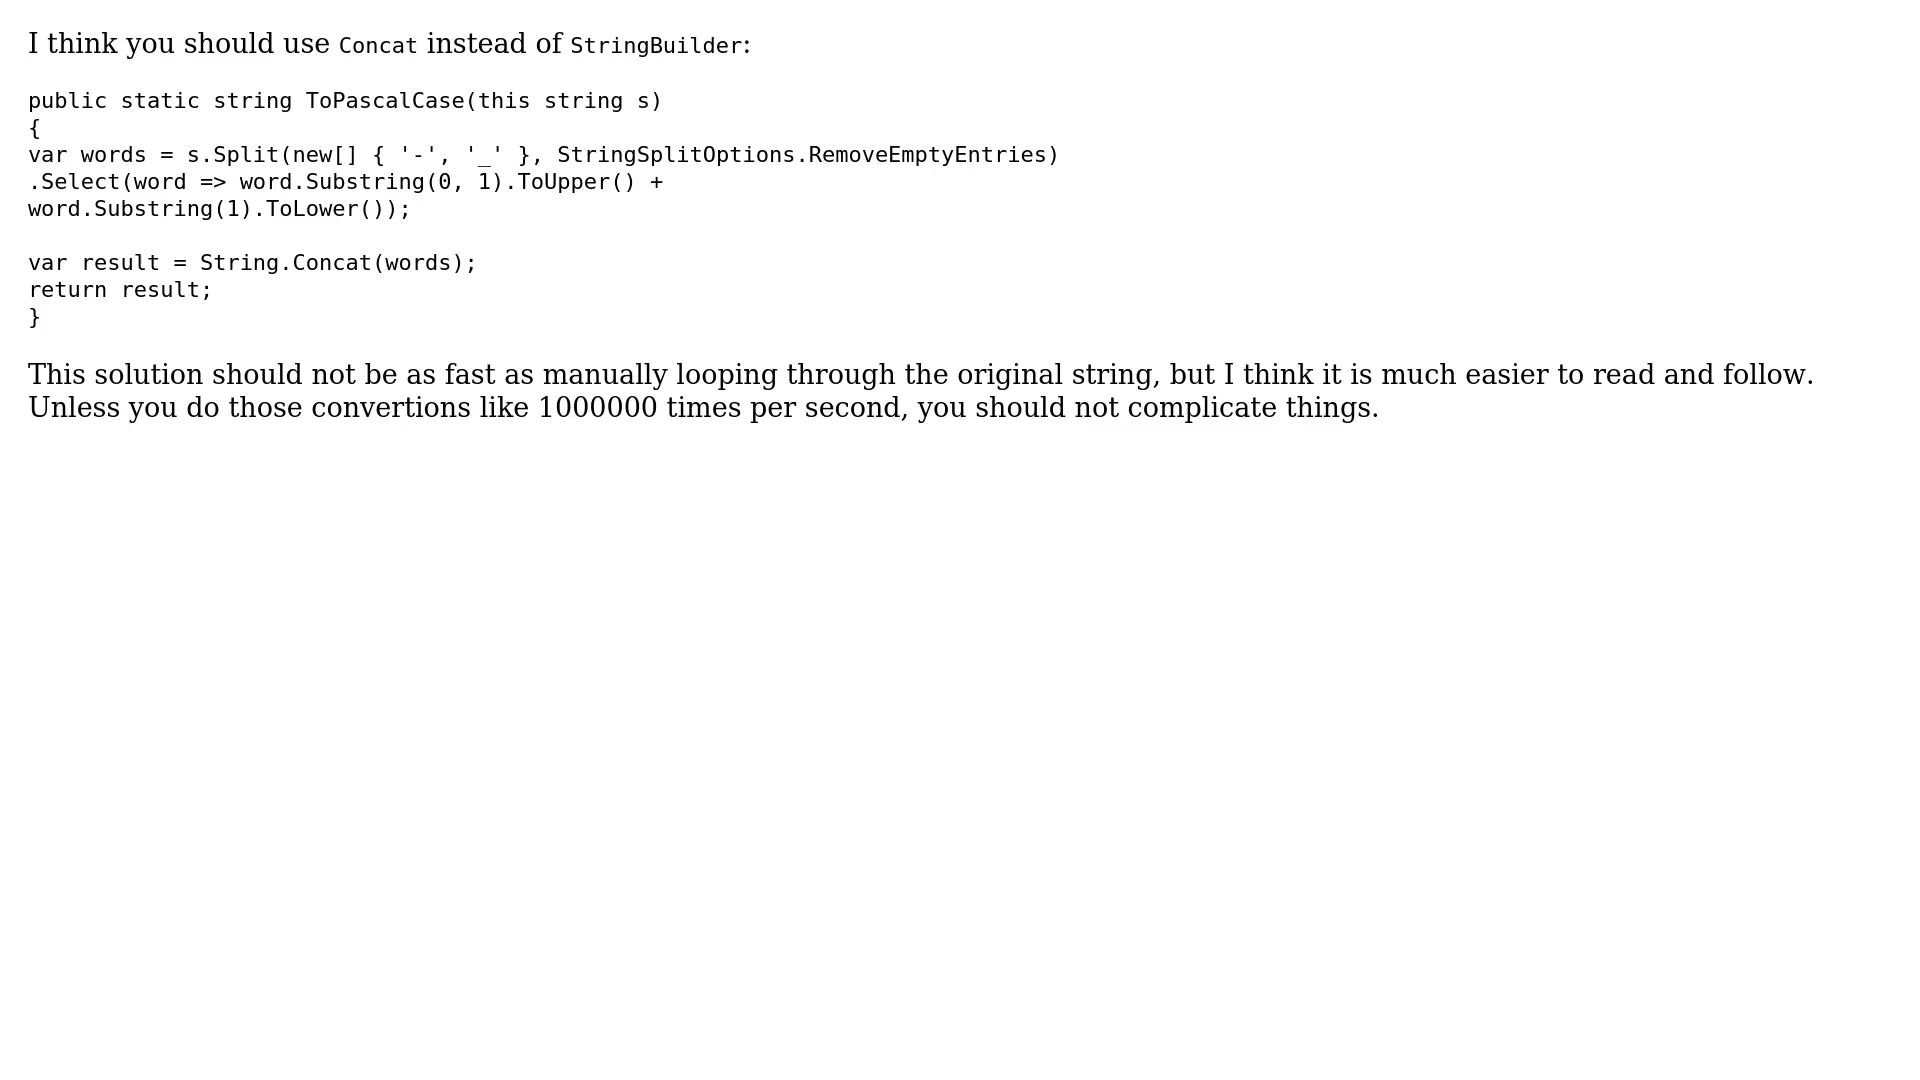 I think you should use Concat instead of StringBuilder:
public static string ToPascalCase(this string s)
{
var words = s.Split(new[] { '-', '_' }, StringSplitOptions.RemoveEmptyEntries)
.Select(word => word.Substring(0, 1).ToUpper() +
word.Substring(1).ToLower());
var result = String.Concat(words);
return result;
}
This solution should not be as fast as manually looping through the original string, but I think it is much easier to read and follow.
Unless you do those convertions like 1000000 times per second, you should not complicate things.